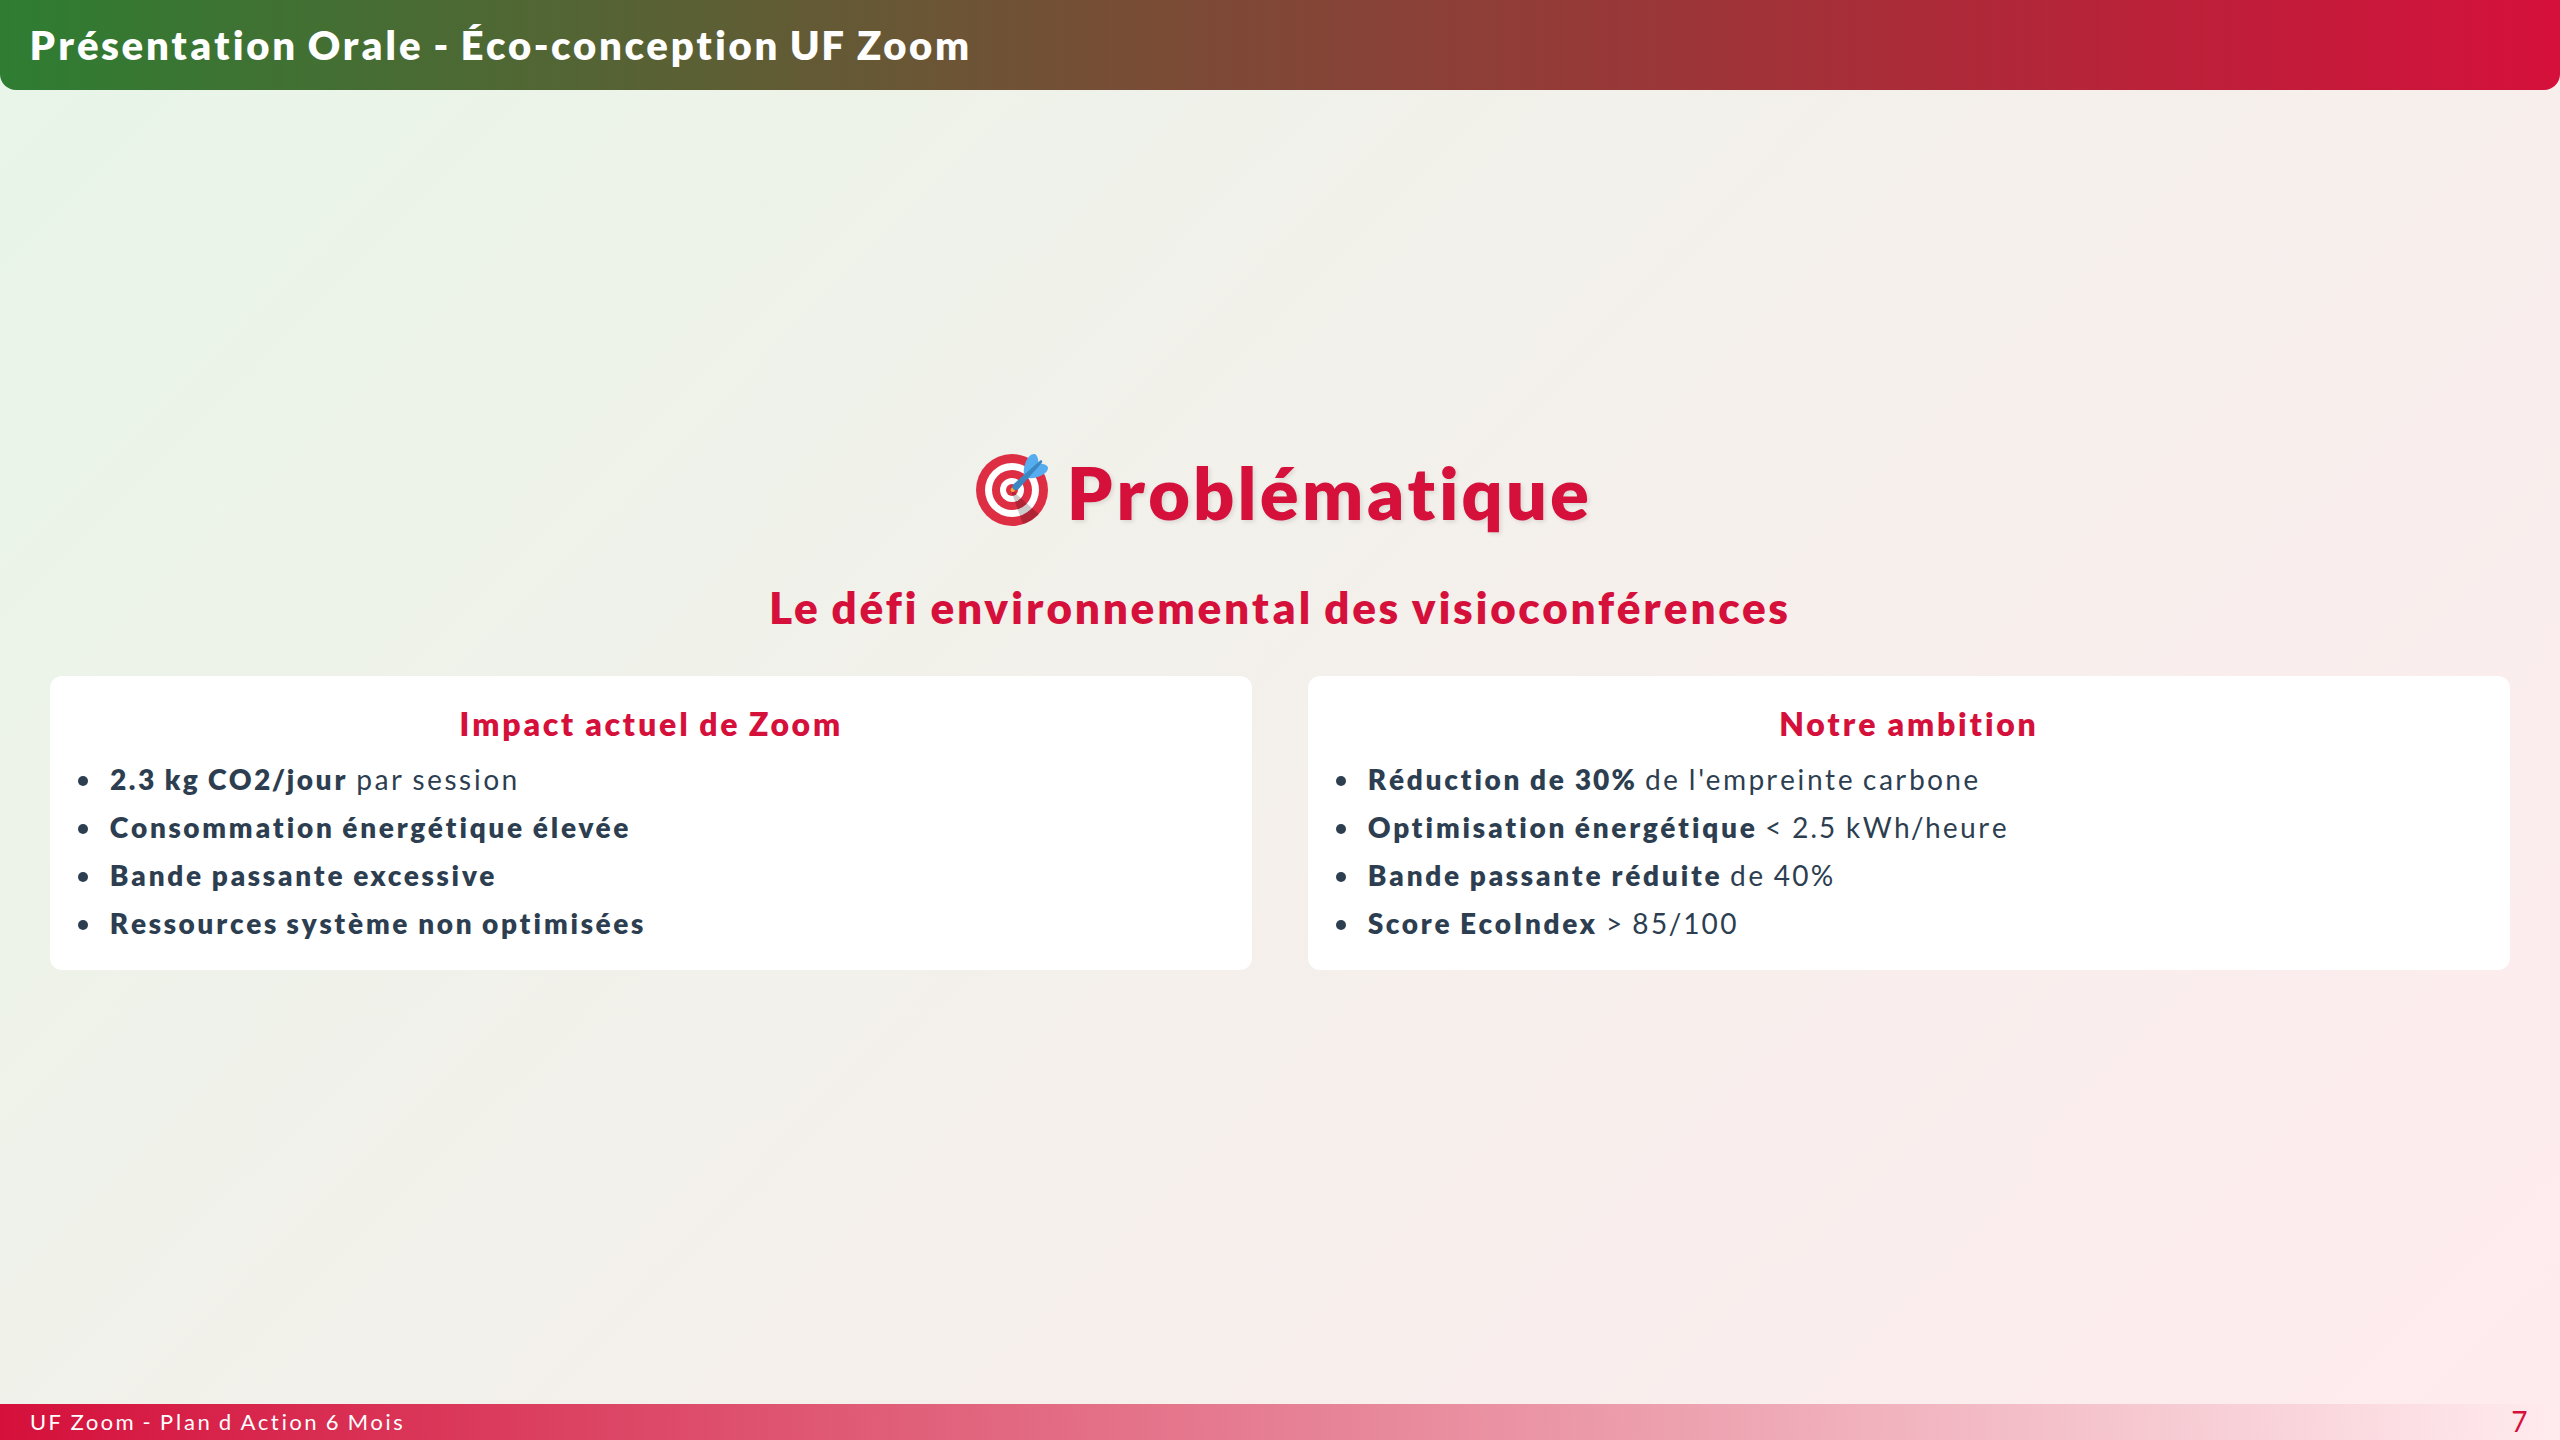 Présentation Orale - Éco-conception UF Zoom
Problématique
Le défi environnemental des visioconférences
Impact actuel de Zoom
• 2.3 kg CO2/jour par session
• Consommation énergétique élevée
• Bande passante excessive
• Ressources système non optimisées
Notre ambition
• Réduction de 30% de l'empreinte carbone
• Optimisation énergétique < 2.5 kWh/heure
• Bande passante réduite de 40%
• Score EcoIndex > 85/100
UF Zoom - Plan d Action 6 Mois
7